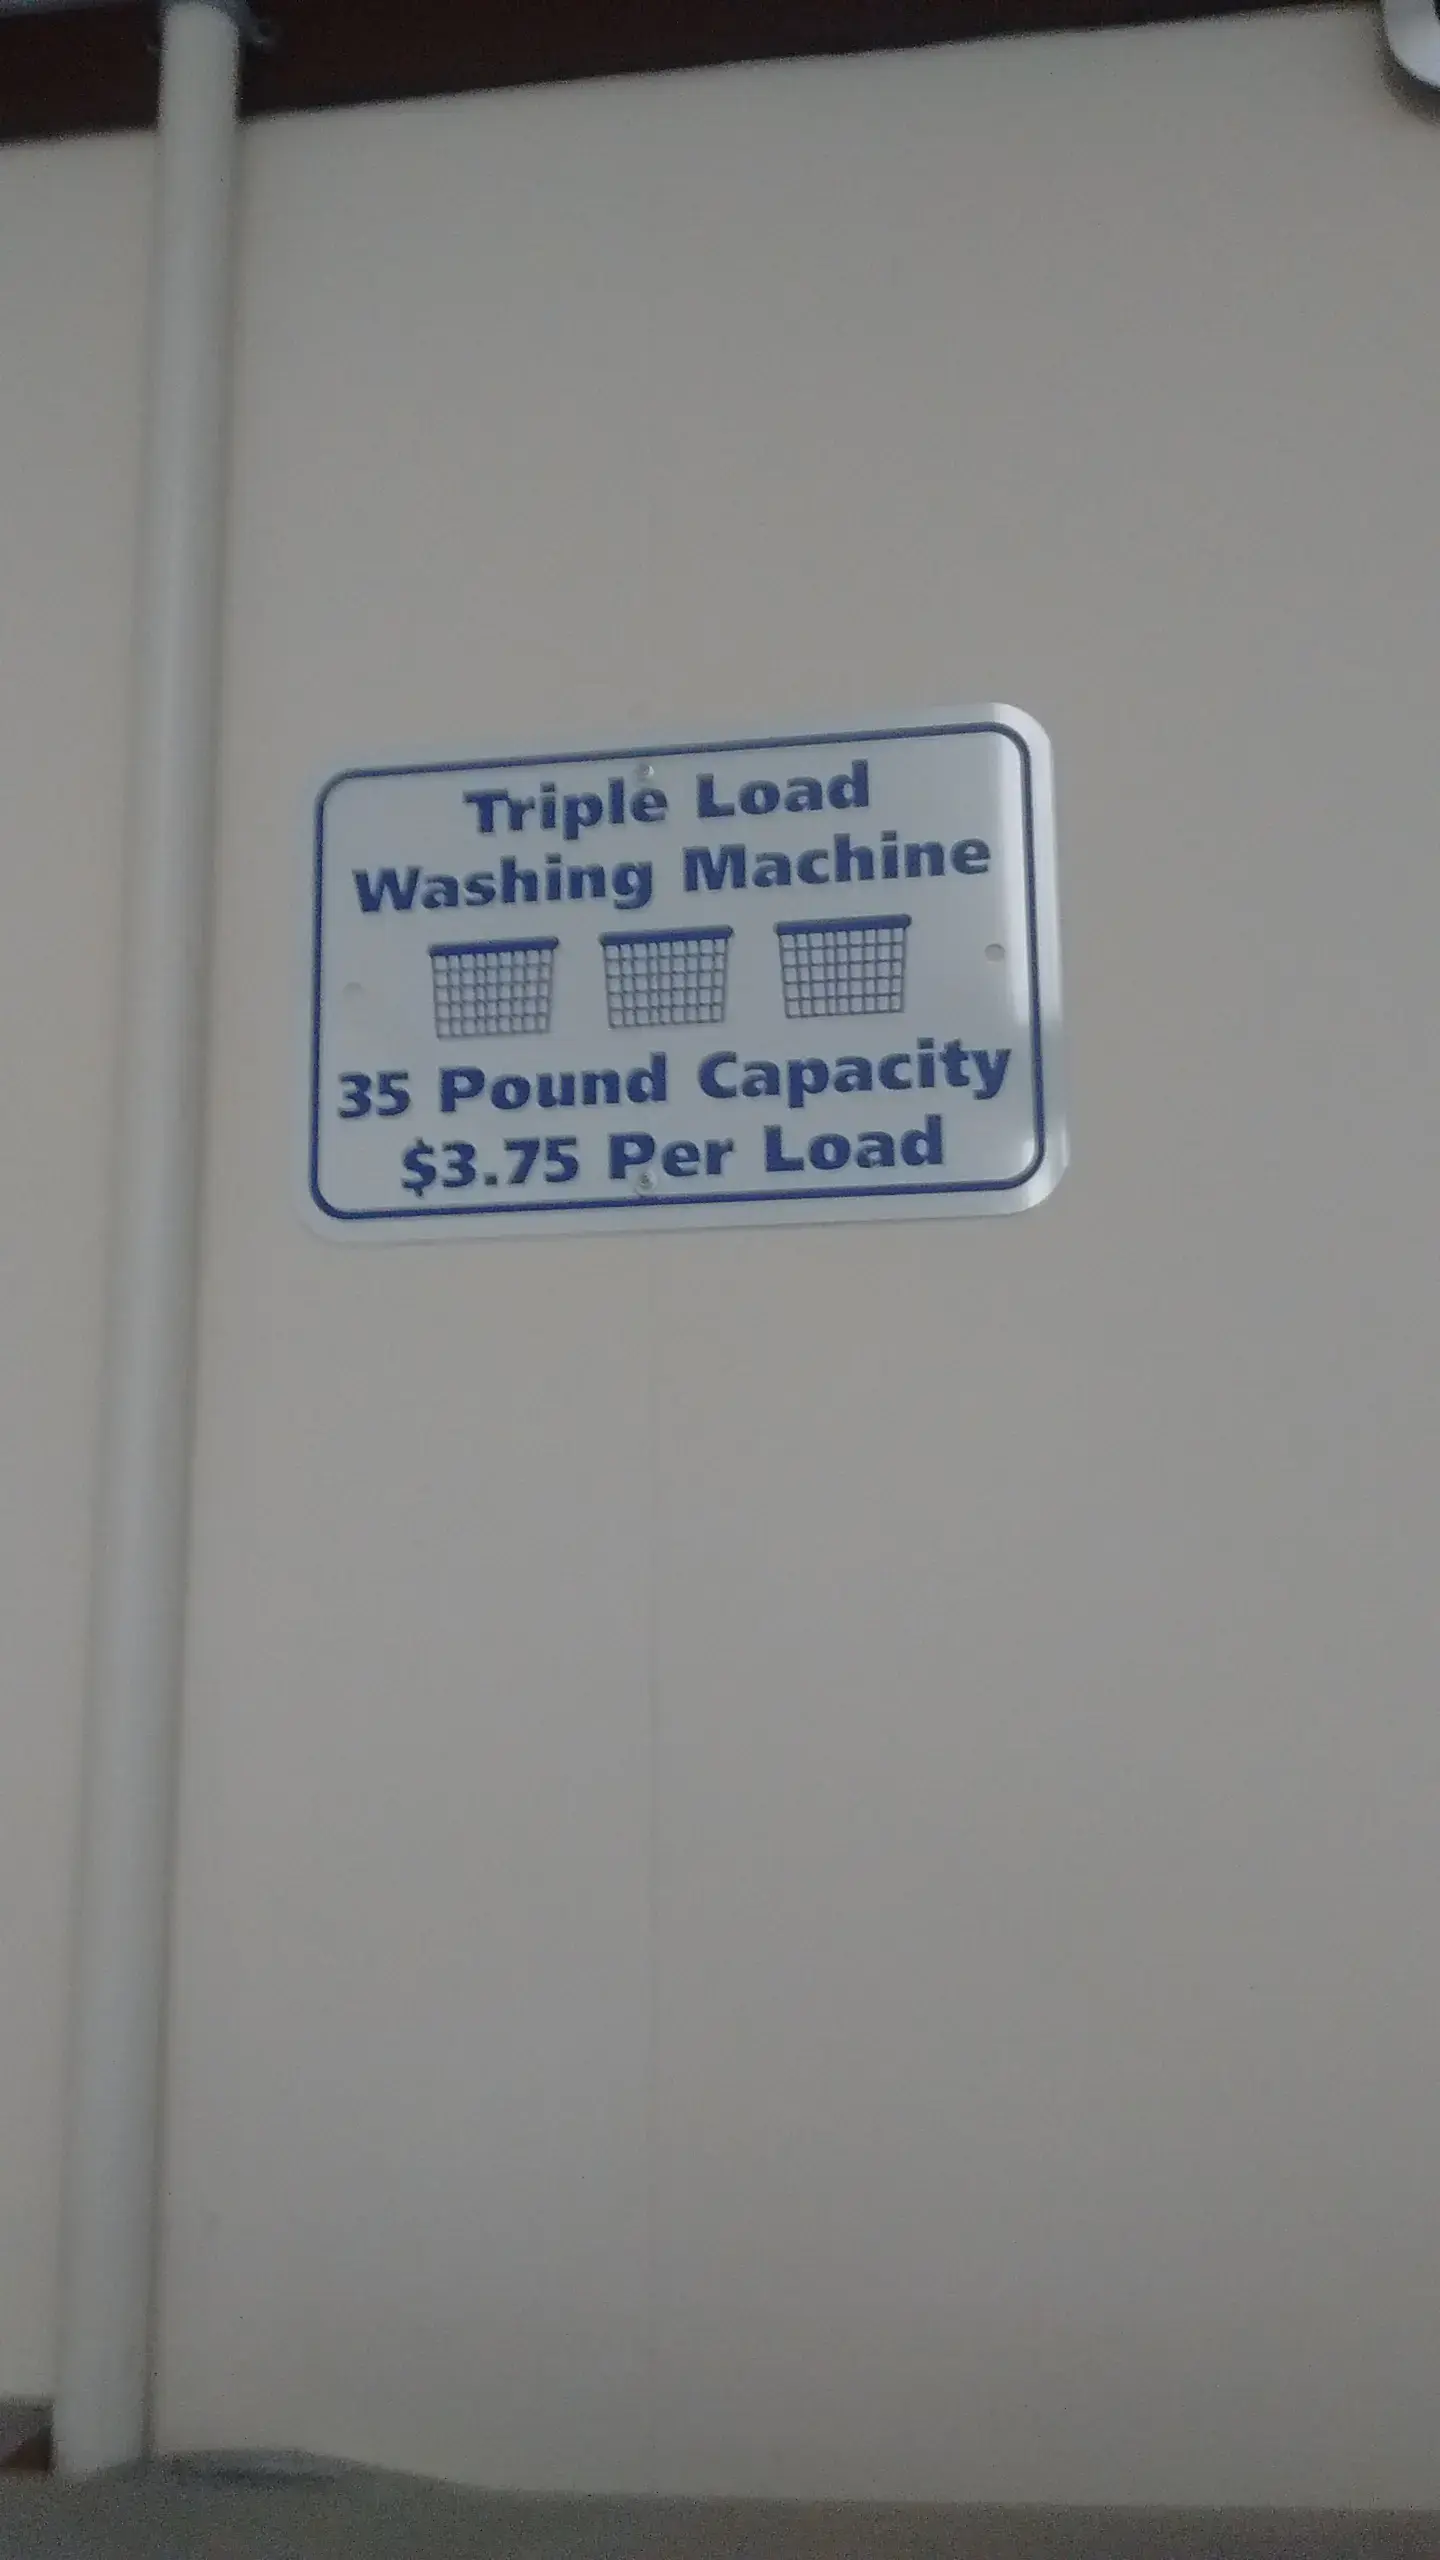 Triple Load
Washing Machine
35 Pound Capacity
$3.75 Per Load